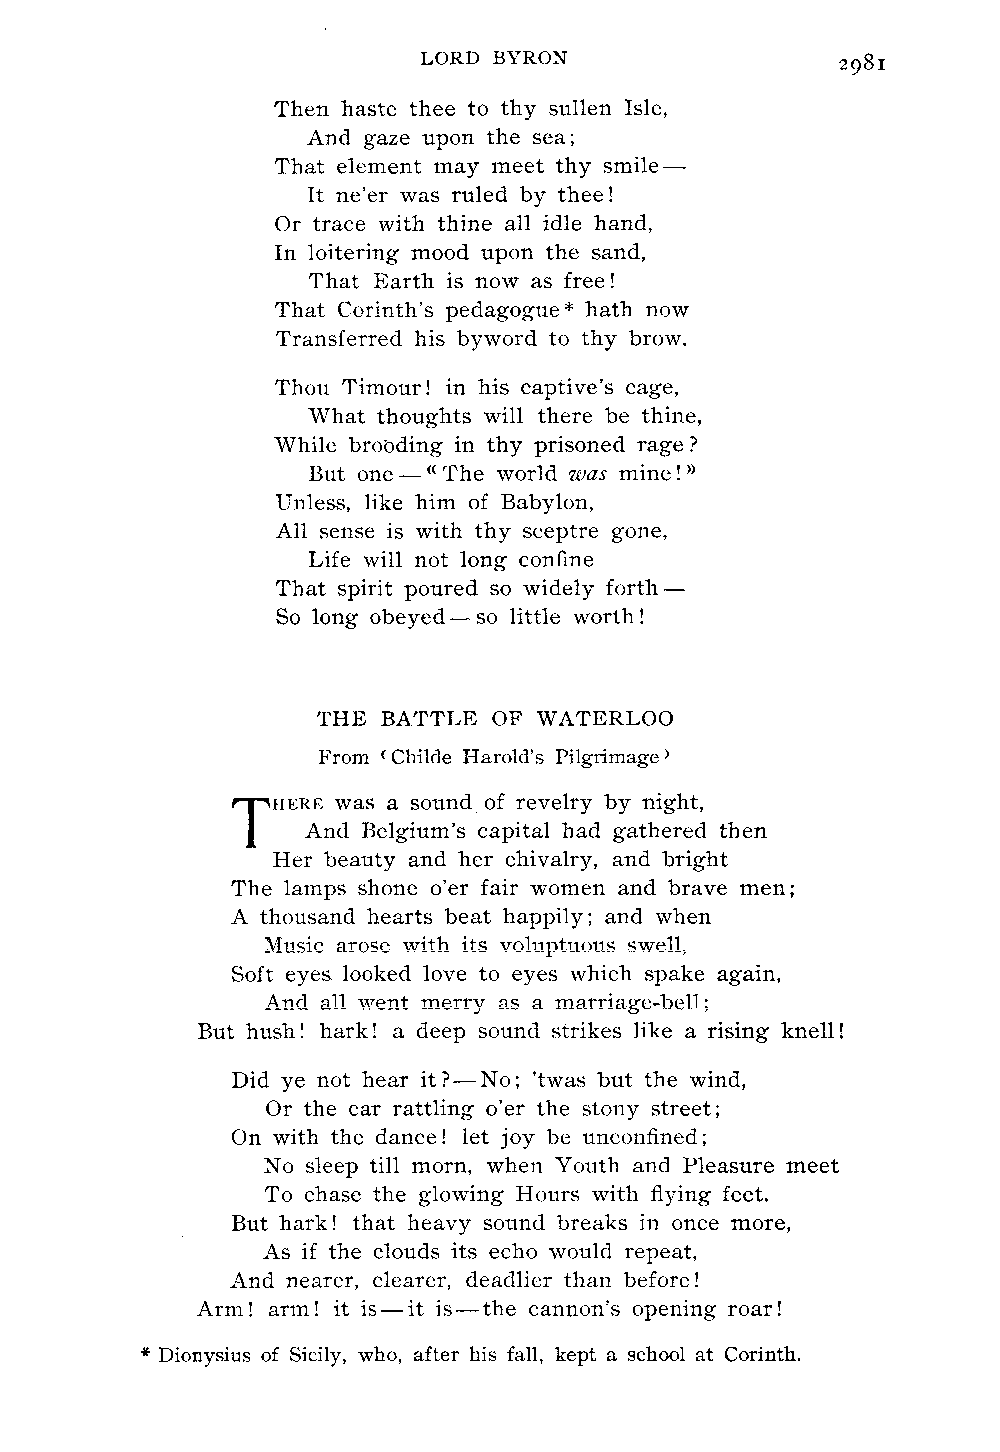 LORD BYRON
2981
Then haste thee to thy sullen Isle,
And gaze upon the sea;
That element may meet thy smile—
It ne'er was ruled by thee!
Or trace with thine all idle hand,
In loitering mood upon the sand,
That Earth is now as free!
That Corinth's pedagogue* hath now
Transferred his byword to thy brow.
Thou Timour! in his captive's cage,
What thoughts will there be thine,
While brooding in thy prisoned rage?
But one—«The world was mine!»
Unless, like him of Babylon,
All sense is with thy sceptre gone,
Life will not long confine
That spirit poured so widely forth—
So long obeyed—so little worth!
THE BATTLE OF WATERLOO
From ‹Childe Harold's Pilgrimage›
THERE was a sound of revelry by night,
And Belgium's capital had gathered then
Her beauty and her chivalry, and bright
The lamps shone o'er fair women and brave men;
A thousand hearts beat happily; and when
Music arose with its voluptuous swell,
Soft eyes looked love to eyes which spake again,
And all went merry as a marriage-bell;
But hush! hark! a deep sound strikes like a rising knell!
Did ye not hear it?—No; 'twas but the wind,
Or the car rattling o'er the stony street;
On with the dance! let joy be unconfined;
No sleep till morn, when Youth and Pleasure meet
To chase the glowing Hours with flying feet.
But hark! that heavy sound breaks in once more,
As if the clouds its echo would repeat,
And nearer, clearer, deadlier than before!
Arm! arm! it is—it is—the cannon's opening roar!
* Dionysius of Sicily, who, after his fall, kept a school at Corinth.